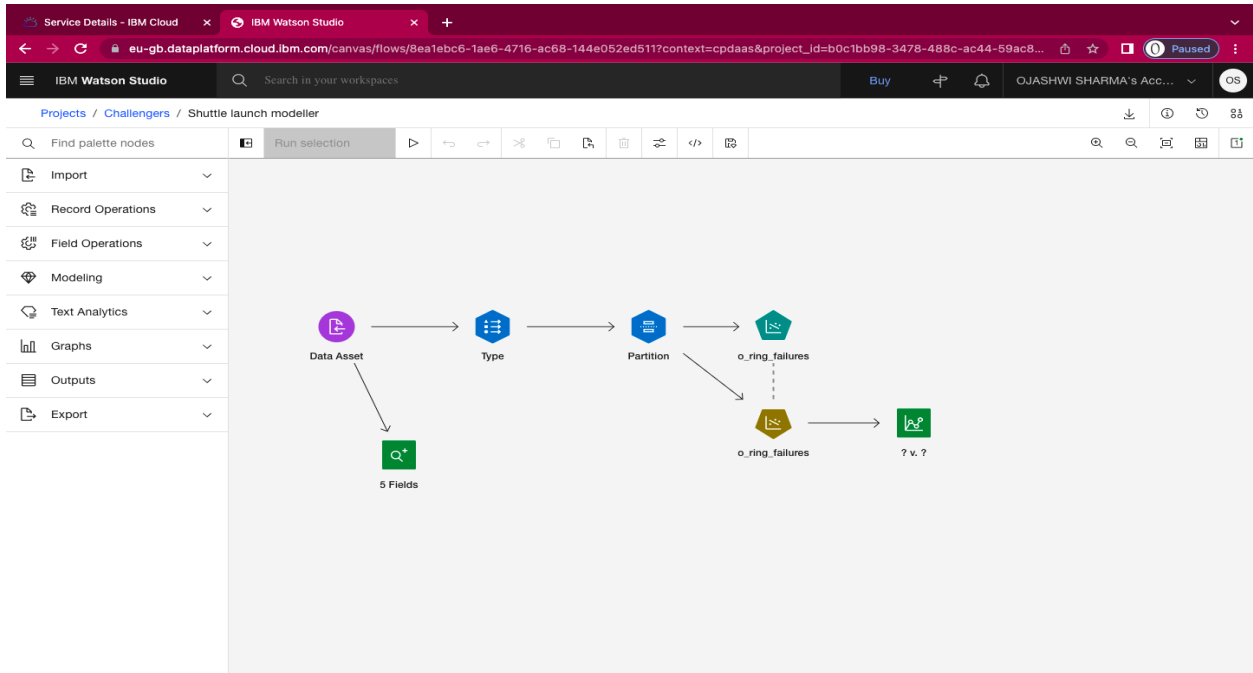 Service Details - IBM Cloud
IBM Watson Studio
eu-gb.dataplatform.cloud.ibm.com/canvas/flows/8ea1ebc6-1ae6-4716-ac68-144e052ed511?context=cpdaas&project_id=b0c1bb98-3478-488c-ac44-59ac8...
O Paused
IBM Watson Studio
Search in your workspaces
Buy
OJASHWI SHARMA's Acc...
OS
Projects / Challengers / Shuttle launch modeller
Find palette nodes
Run selection
Import
Record Operations
Field Operations
Modeling
Text Analytics
Graphs
Outputs
Export
Data Asset
Type
Partition
o_ring_failures
o_ring_failures
? v. ?
5 Fields